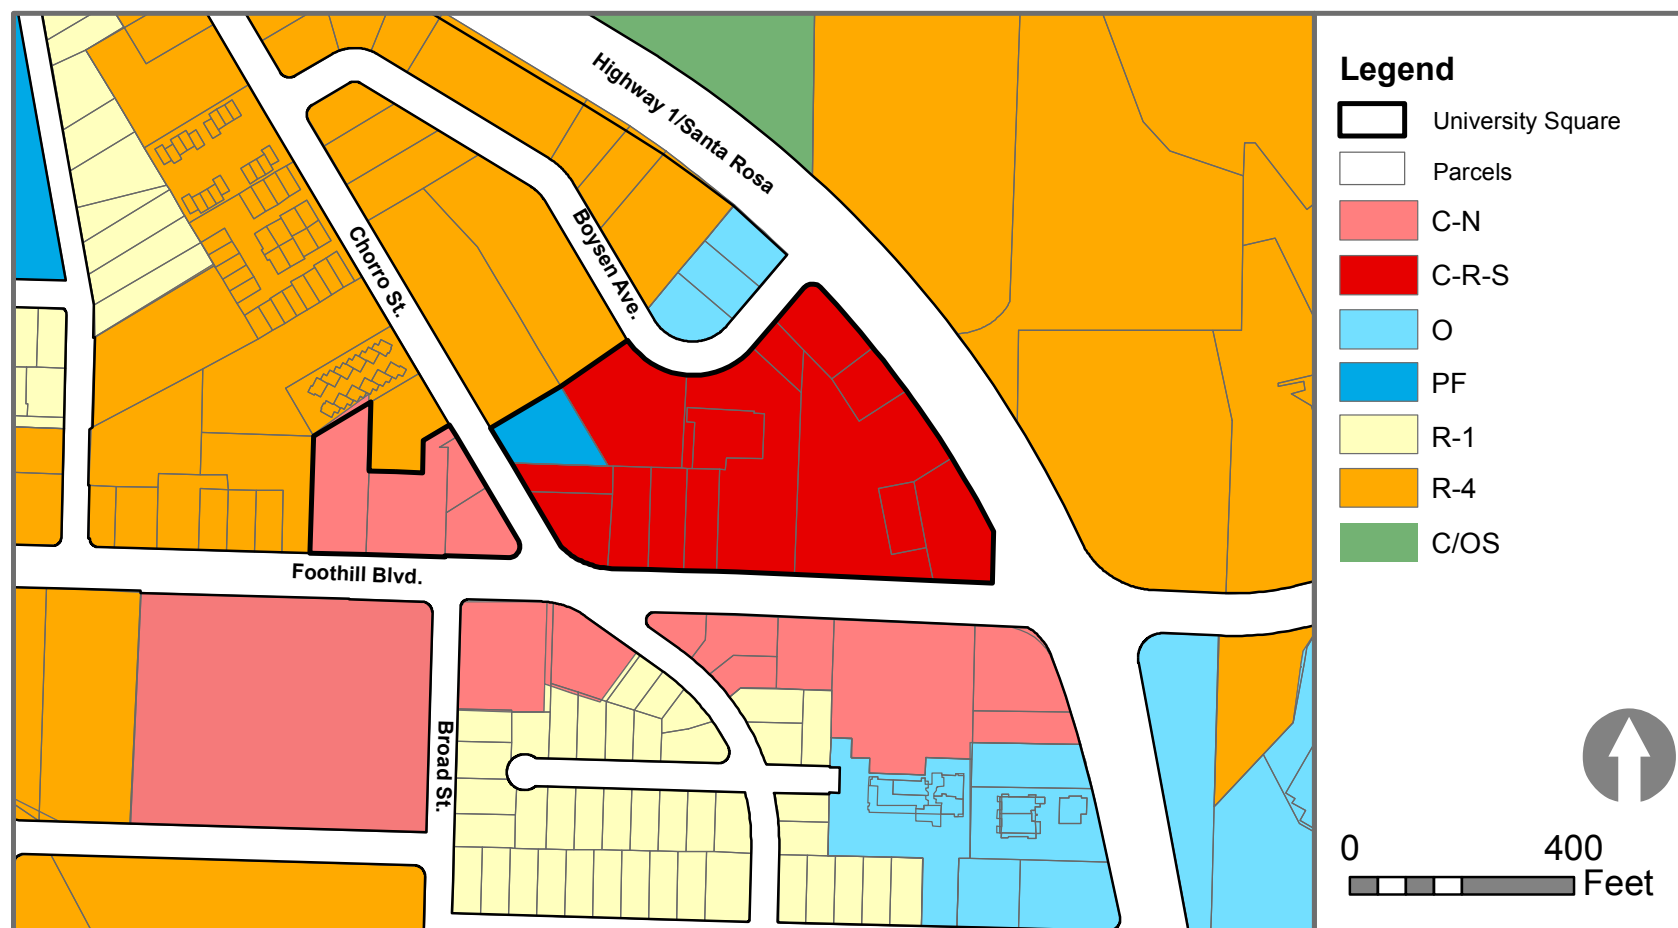 Highway 1/Santa Rosa
Boysen Ave.
Chorro St.
Foothill Blvd.
Broad St.
Legend
University Square
Parcels
C-N
C-R-S
O
PF
R-1
R-4
C/OS
0 400
Feet